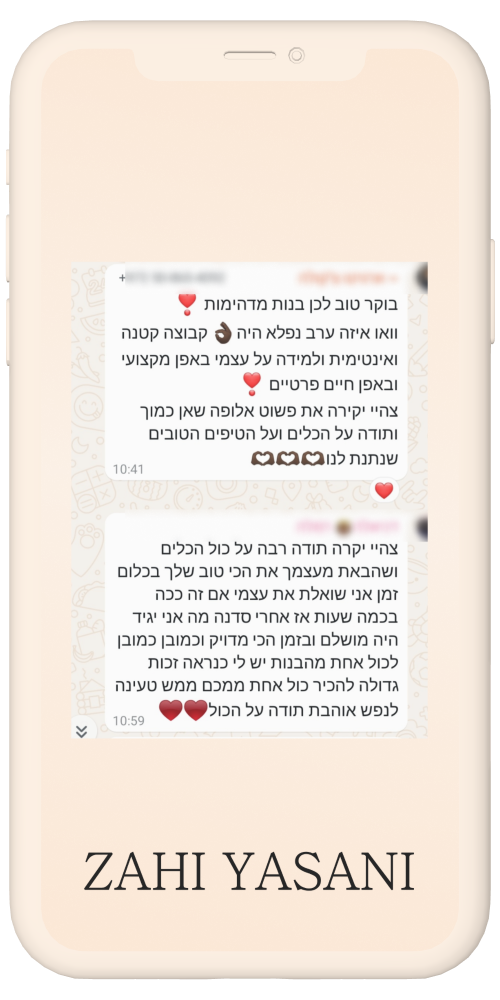 בוקר טוב לכן בנות מדהימות ❣️
וואו איזה ערב נפלא היה 👌🏿 קבוצה קטנה
ואינטימית ולמידה על עצמי באפן מקצועי
ובאפן חיים פרטיים ❣️
צהיי יקירה את פשוט אלופה שאן כמוך
ותודה על הכלים ועל הטיפים הטובים
שנתנת לנו🫶🏿🫶🏿🫶🏿
10:41
❤️
צהיי יקרה תודה רבה על כול הכלים
ושהבאת מעצמך את הכי טוב שלך בכלום
זמן אני שואלת את עצמי אם זה ככה
בכמה שעות אז אחרי סדנה מה אני יגיד
היה מושלם ובזמן הכי מדויק וכמובן כמובן
לכול אחת מהבנות יש לי כנראה זכות
גדולה להכיר כול אחת ממכם ממש טעינה
לנפש אוהבת תודה על הכול♥️♥️
10:59
ZAHI YASANI